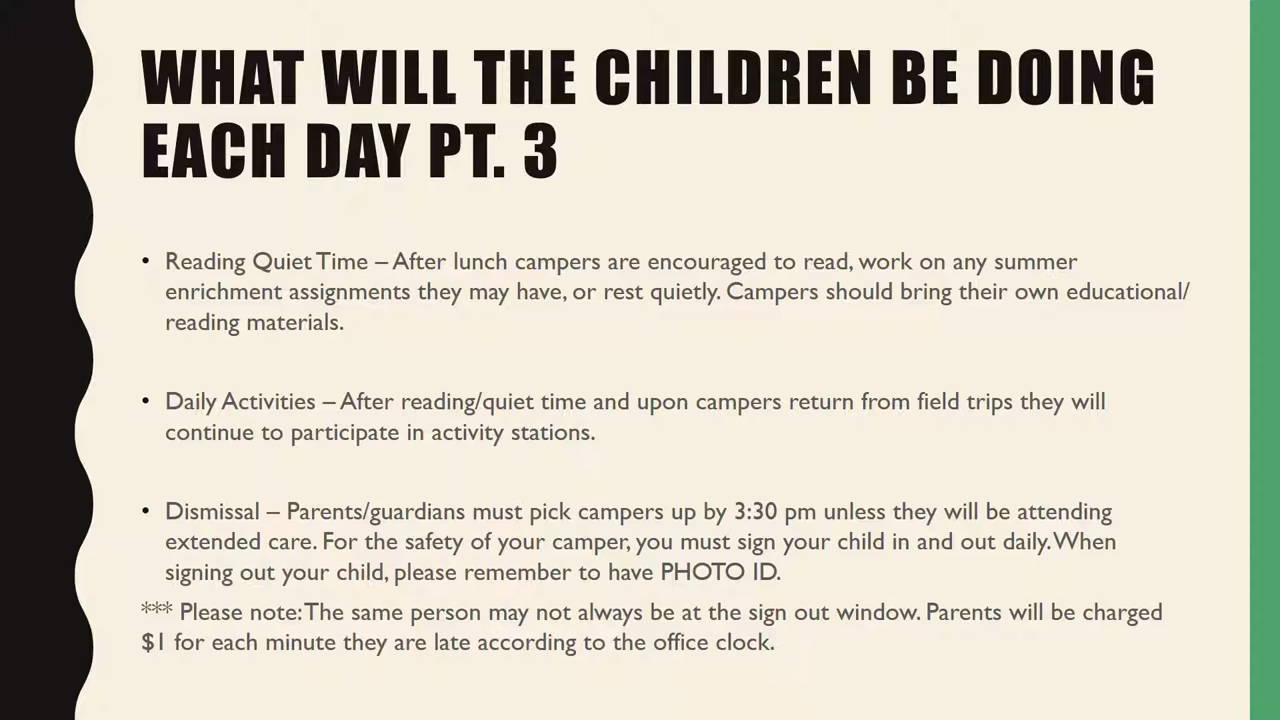 WHAT WILL THE CHILDREN BE DOING
EACH DAY PT. 3
• Reading Quiet Time – After lunch campers are encouraged to read, work on any summer
enrichment assignments they may have, or rest quietly. Campers should bring their own educational/
reading materials.
• Daily Activities – After reading/quiet time and upon campers return from field trips they will
continue to participate in activity stations.
• Dismissal – Parents/guardians must pick campers up by 3:30 pm unless they will be attending
extended care. For the safety of your camper, you must sign your child in and out daily. When
signing out your child, please remember to have PHOTO ID.
*** Please note: The same person may not always be at the sign out window. Parents will be charged
$1 for each minute they are late according to the office clock.